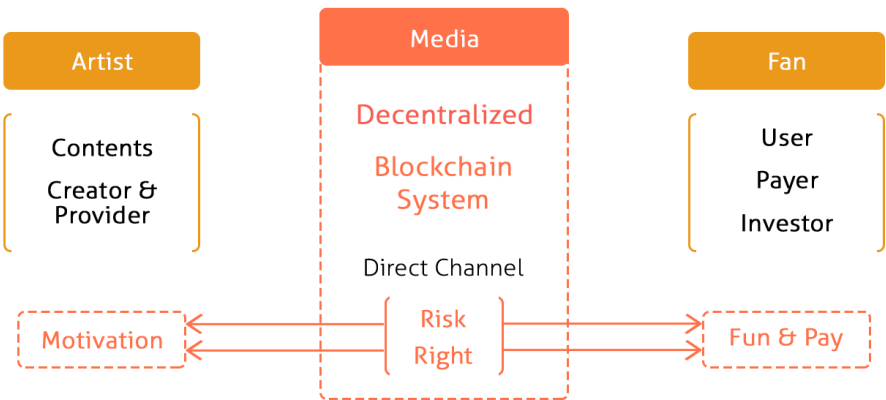 Artist
Contents
Creator &
Provider
Motivation
Media
Decentralized
Blockchain
System
Direct Channel
Risk
Right
Fan
User
Payer
Investor
Fun & Pay